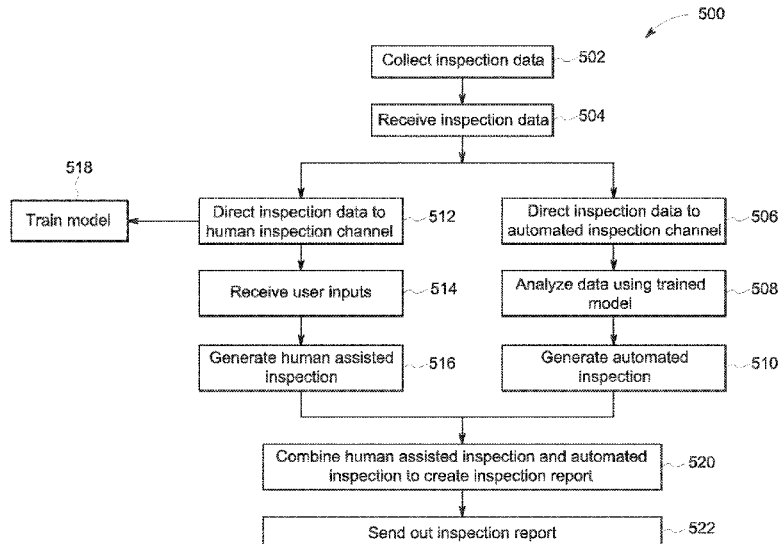 500
Collect inspection data
502
Receive inspection data
504
518
Train model
Direct inspection data to
human inspection channel
512
Direct inspection data to
automated inspection channel
506
Receive user inputs
514
Analyze data using trained
model
508
Generate human assisted
inspection
516
Generate automated
inspection
510
Combine human assisted inspection and automated
inspection to create inspection report
520
Send out inspection report
522